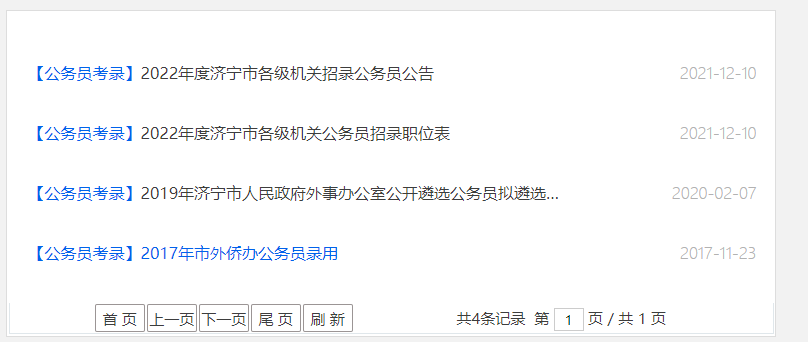 【公务员考录】2022年度济宁市各级机关招录公务员公告 2021-12-10
【公务员考录】2022年度济宁市各级机关公务员招录职位表 2021-12-10
【公务员考录】2019年济宁市人民政府外事办公室公开遴选公务员拟遴选... 2020-02-07
【公务员考录】2017年市外侨办公务员录用 2017-11-23
首 页 上一页 下一页 尾 页 刷 新 共4条记录 第 1 页 / 共 1 页